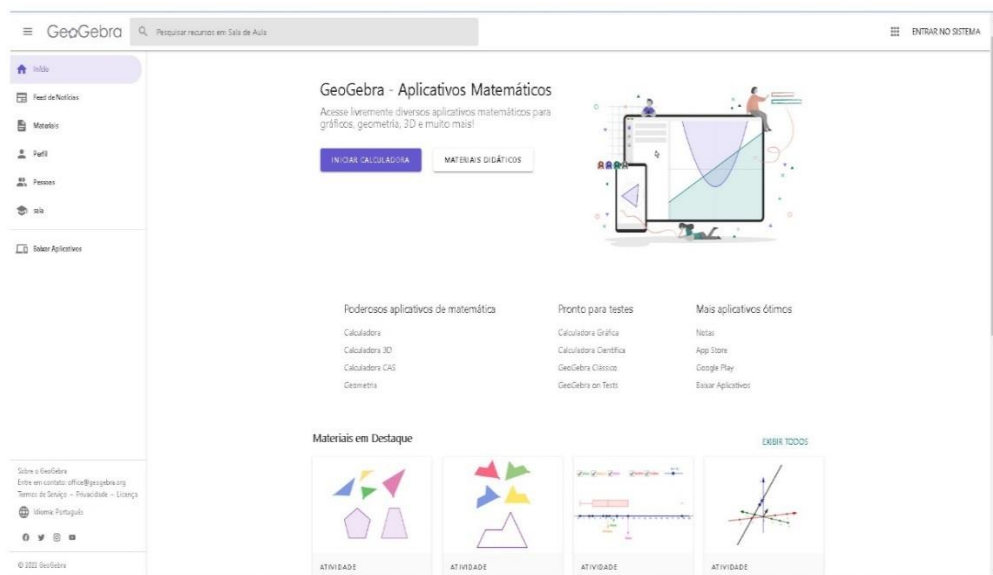 GeoGebra
Pesquisar recursos em Sala de Aula
ENTRAR NO SISTEMA
Início
Feed de Notícias
Materiais
Perfil
Pessoas
sala
Baixar Aplicativos
GeoGebra - Aplicativos Matemáticos
Acesse livremente diversos aplicativos matemáticos para
gráficos, geometria, 3D e muito mais!
INICIAR CALCULADORA
MATERIAIS DIDÁTICOS
Poderosos aplicativos de matemática
Calculadora
Calculadora 3D
Calculadora CAS
Geometria
Pronto para testes
Calculadora Gráfica
Calculadora Científica
GeoGebra Clássico
GeoGebra on Tests
Mais aplicativos ótimos
Notas
App Store
Google Play
Baixar Aplicativos
Materiais em Destaque
EXIBIR TODOS
ATIVIDADE
ATIVIDADE
ATIVIDADE
ATIVIDADE
Sobre o GeoGebra
Entre em contato: office@geogebra.org
Termos de Serviço – Privacidade – Licença
Idioma: Português
© 2022 GeoGebra